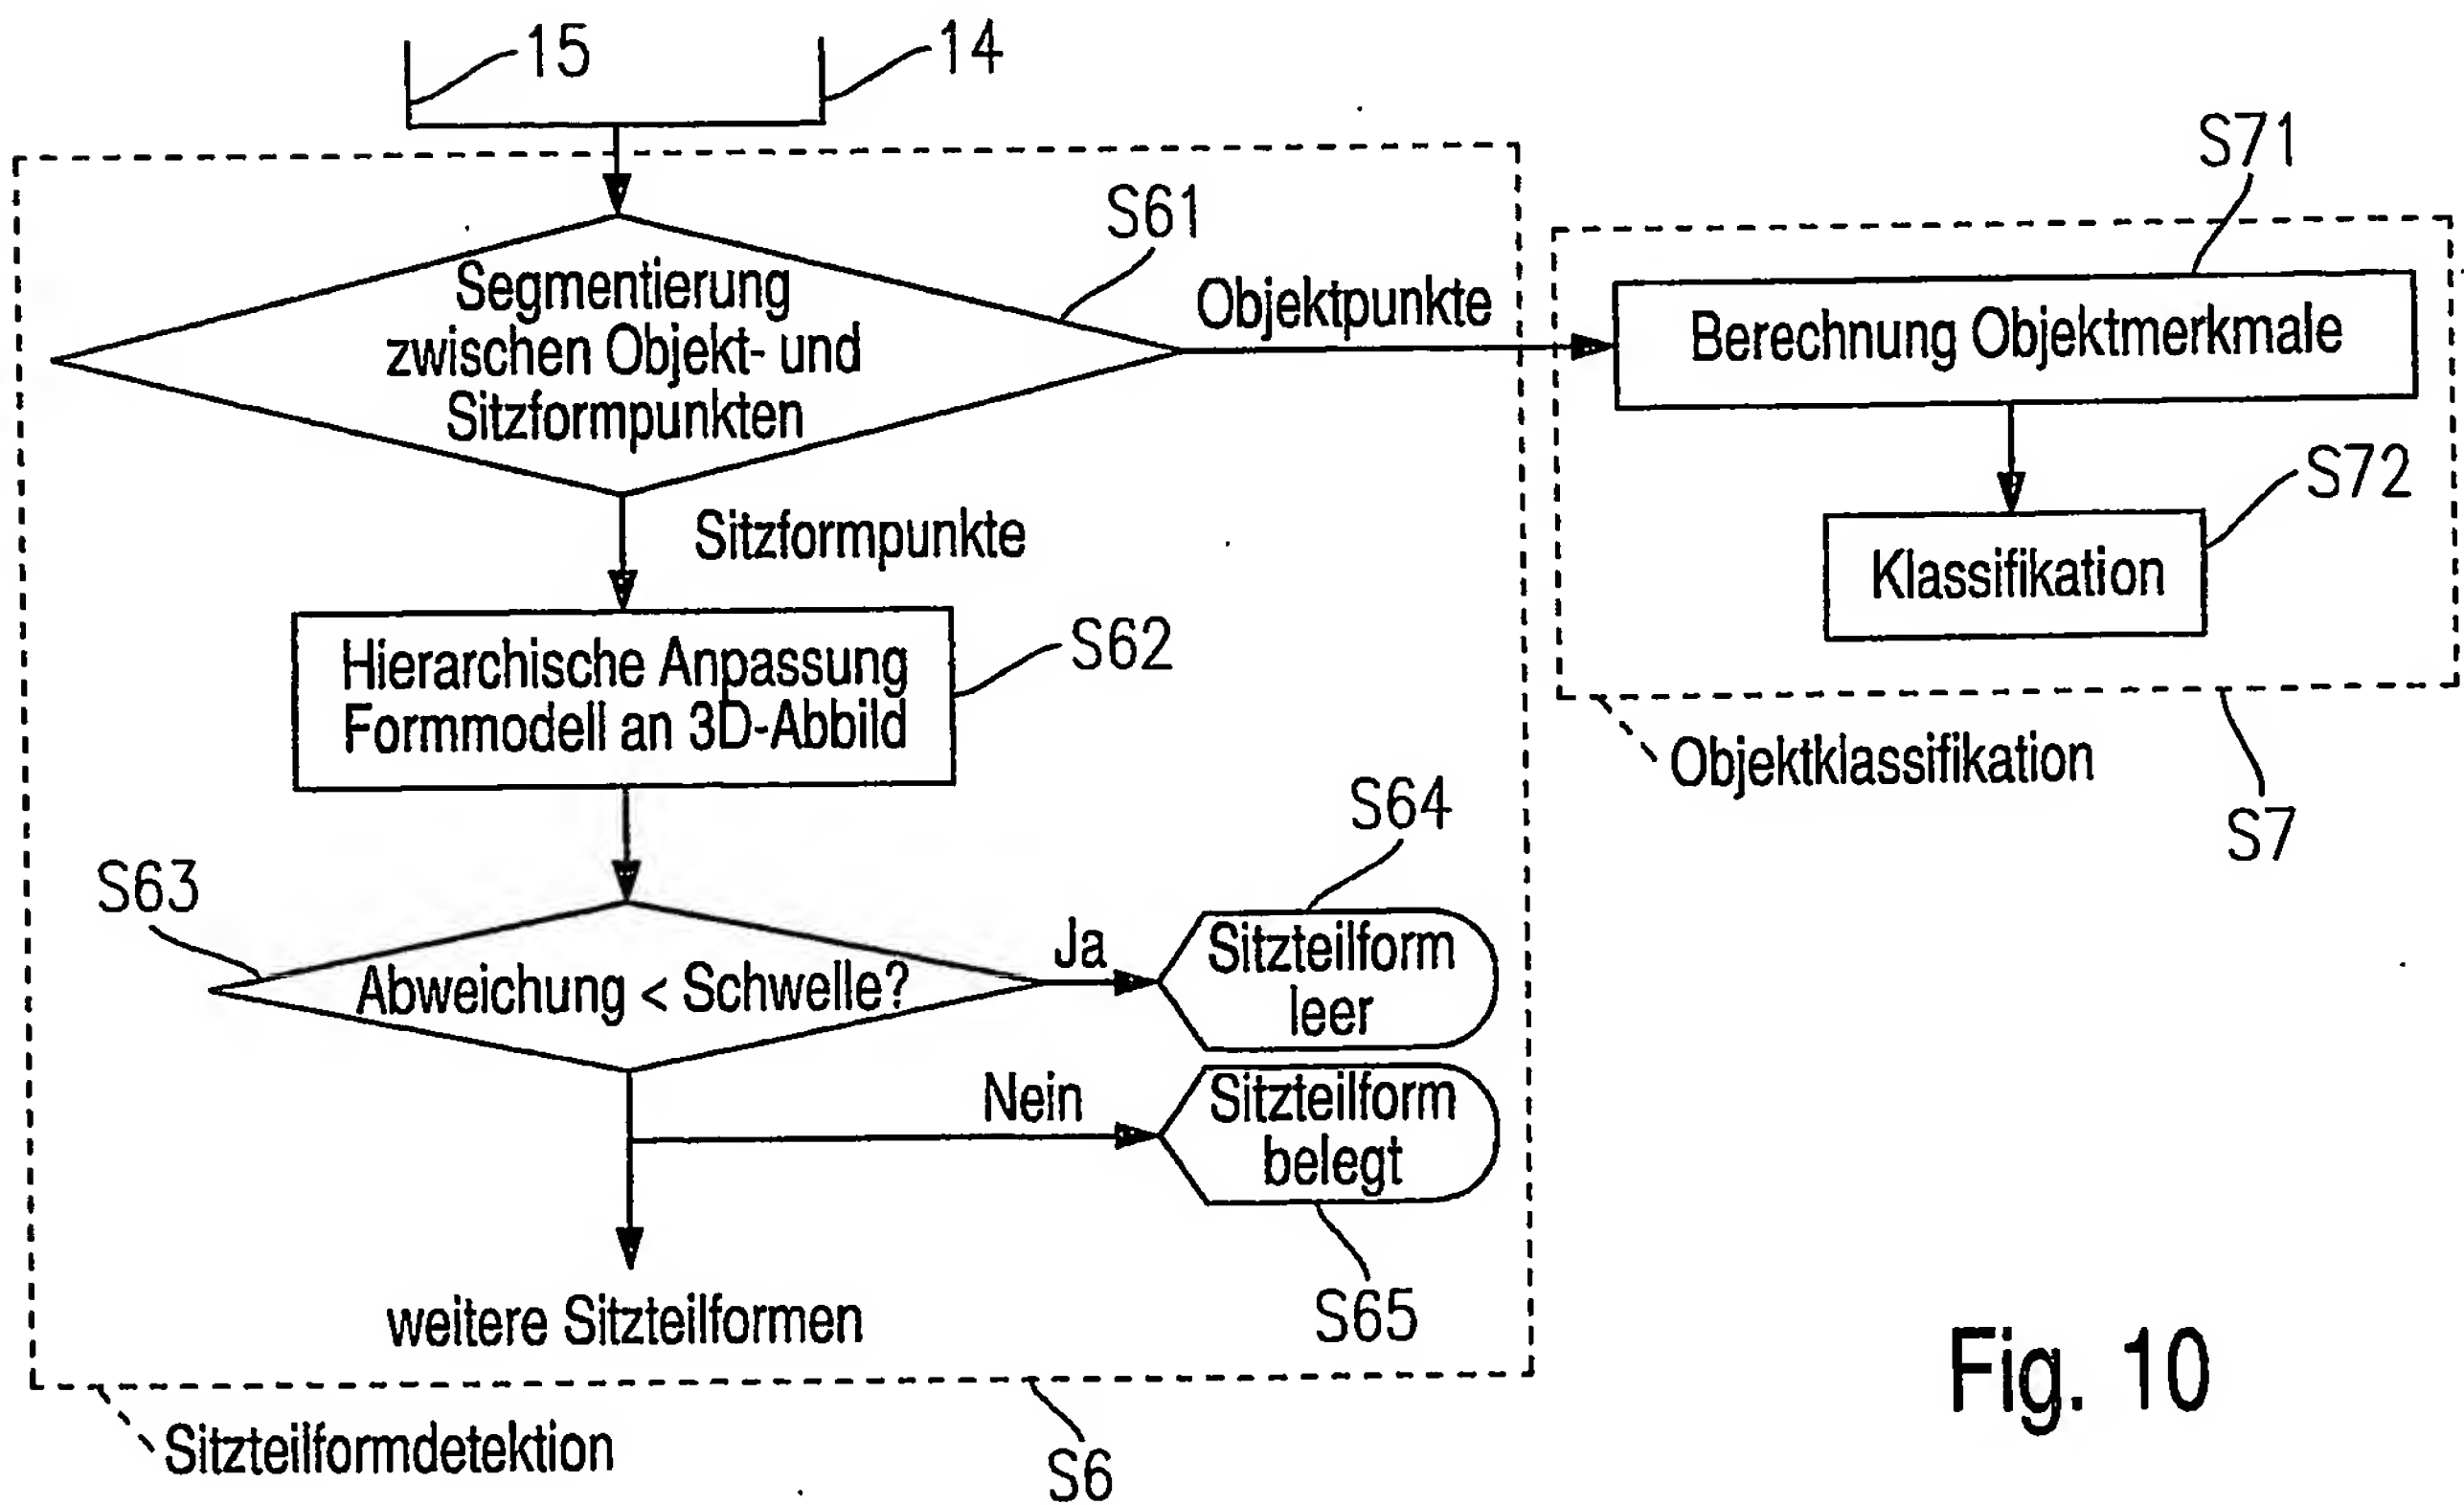 15
14
S71
S61
Segmentierung
zwischen Objekt- und
Sitzformpunkten
Objektpunkte
Berechnung Objektmerkmale
S72
Klassifikation
Sitzformpunkte
Hierarchische Anpassung
Formmodell an 3D-Abbild
S62
Objektklassifikation
S7
S64
S63
Abweichung < Schwelle?
Ja
Sitzteilform
leer
Nein
Sitzteilform
belegt
S65
weitere Sitzteilformen
Sitzteilformdetektion
S6
Fig. 10